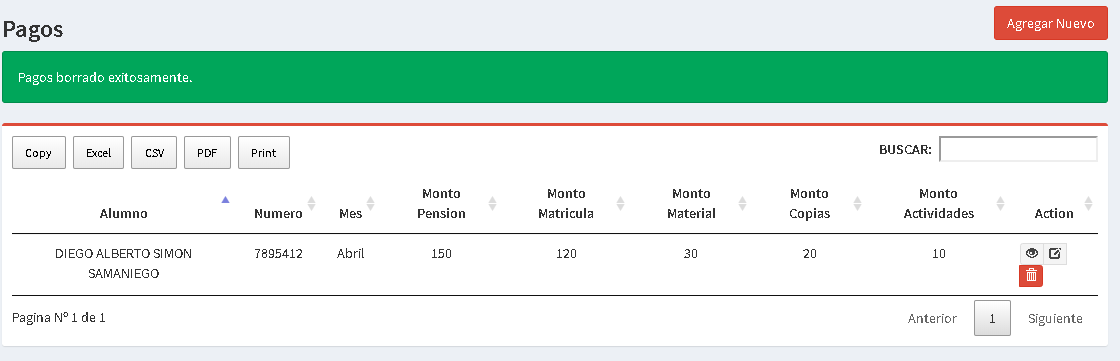 Pagos
Agregar Nuevo
Pagos borrado exitosamente.
Copy Excel CSV PDF Print
BUSCAR:
Alumno Numero Mes Monto Pension Monto Matricula Monto Material Monto Copias Monto Actividades Action
DIEGO ALBERTO SIMON SAMANIEGO 7895412 Abril 150 120 30 20 10
Pagina Nº 1 de 1
Anterior 1 Siguiente